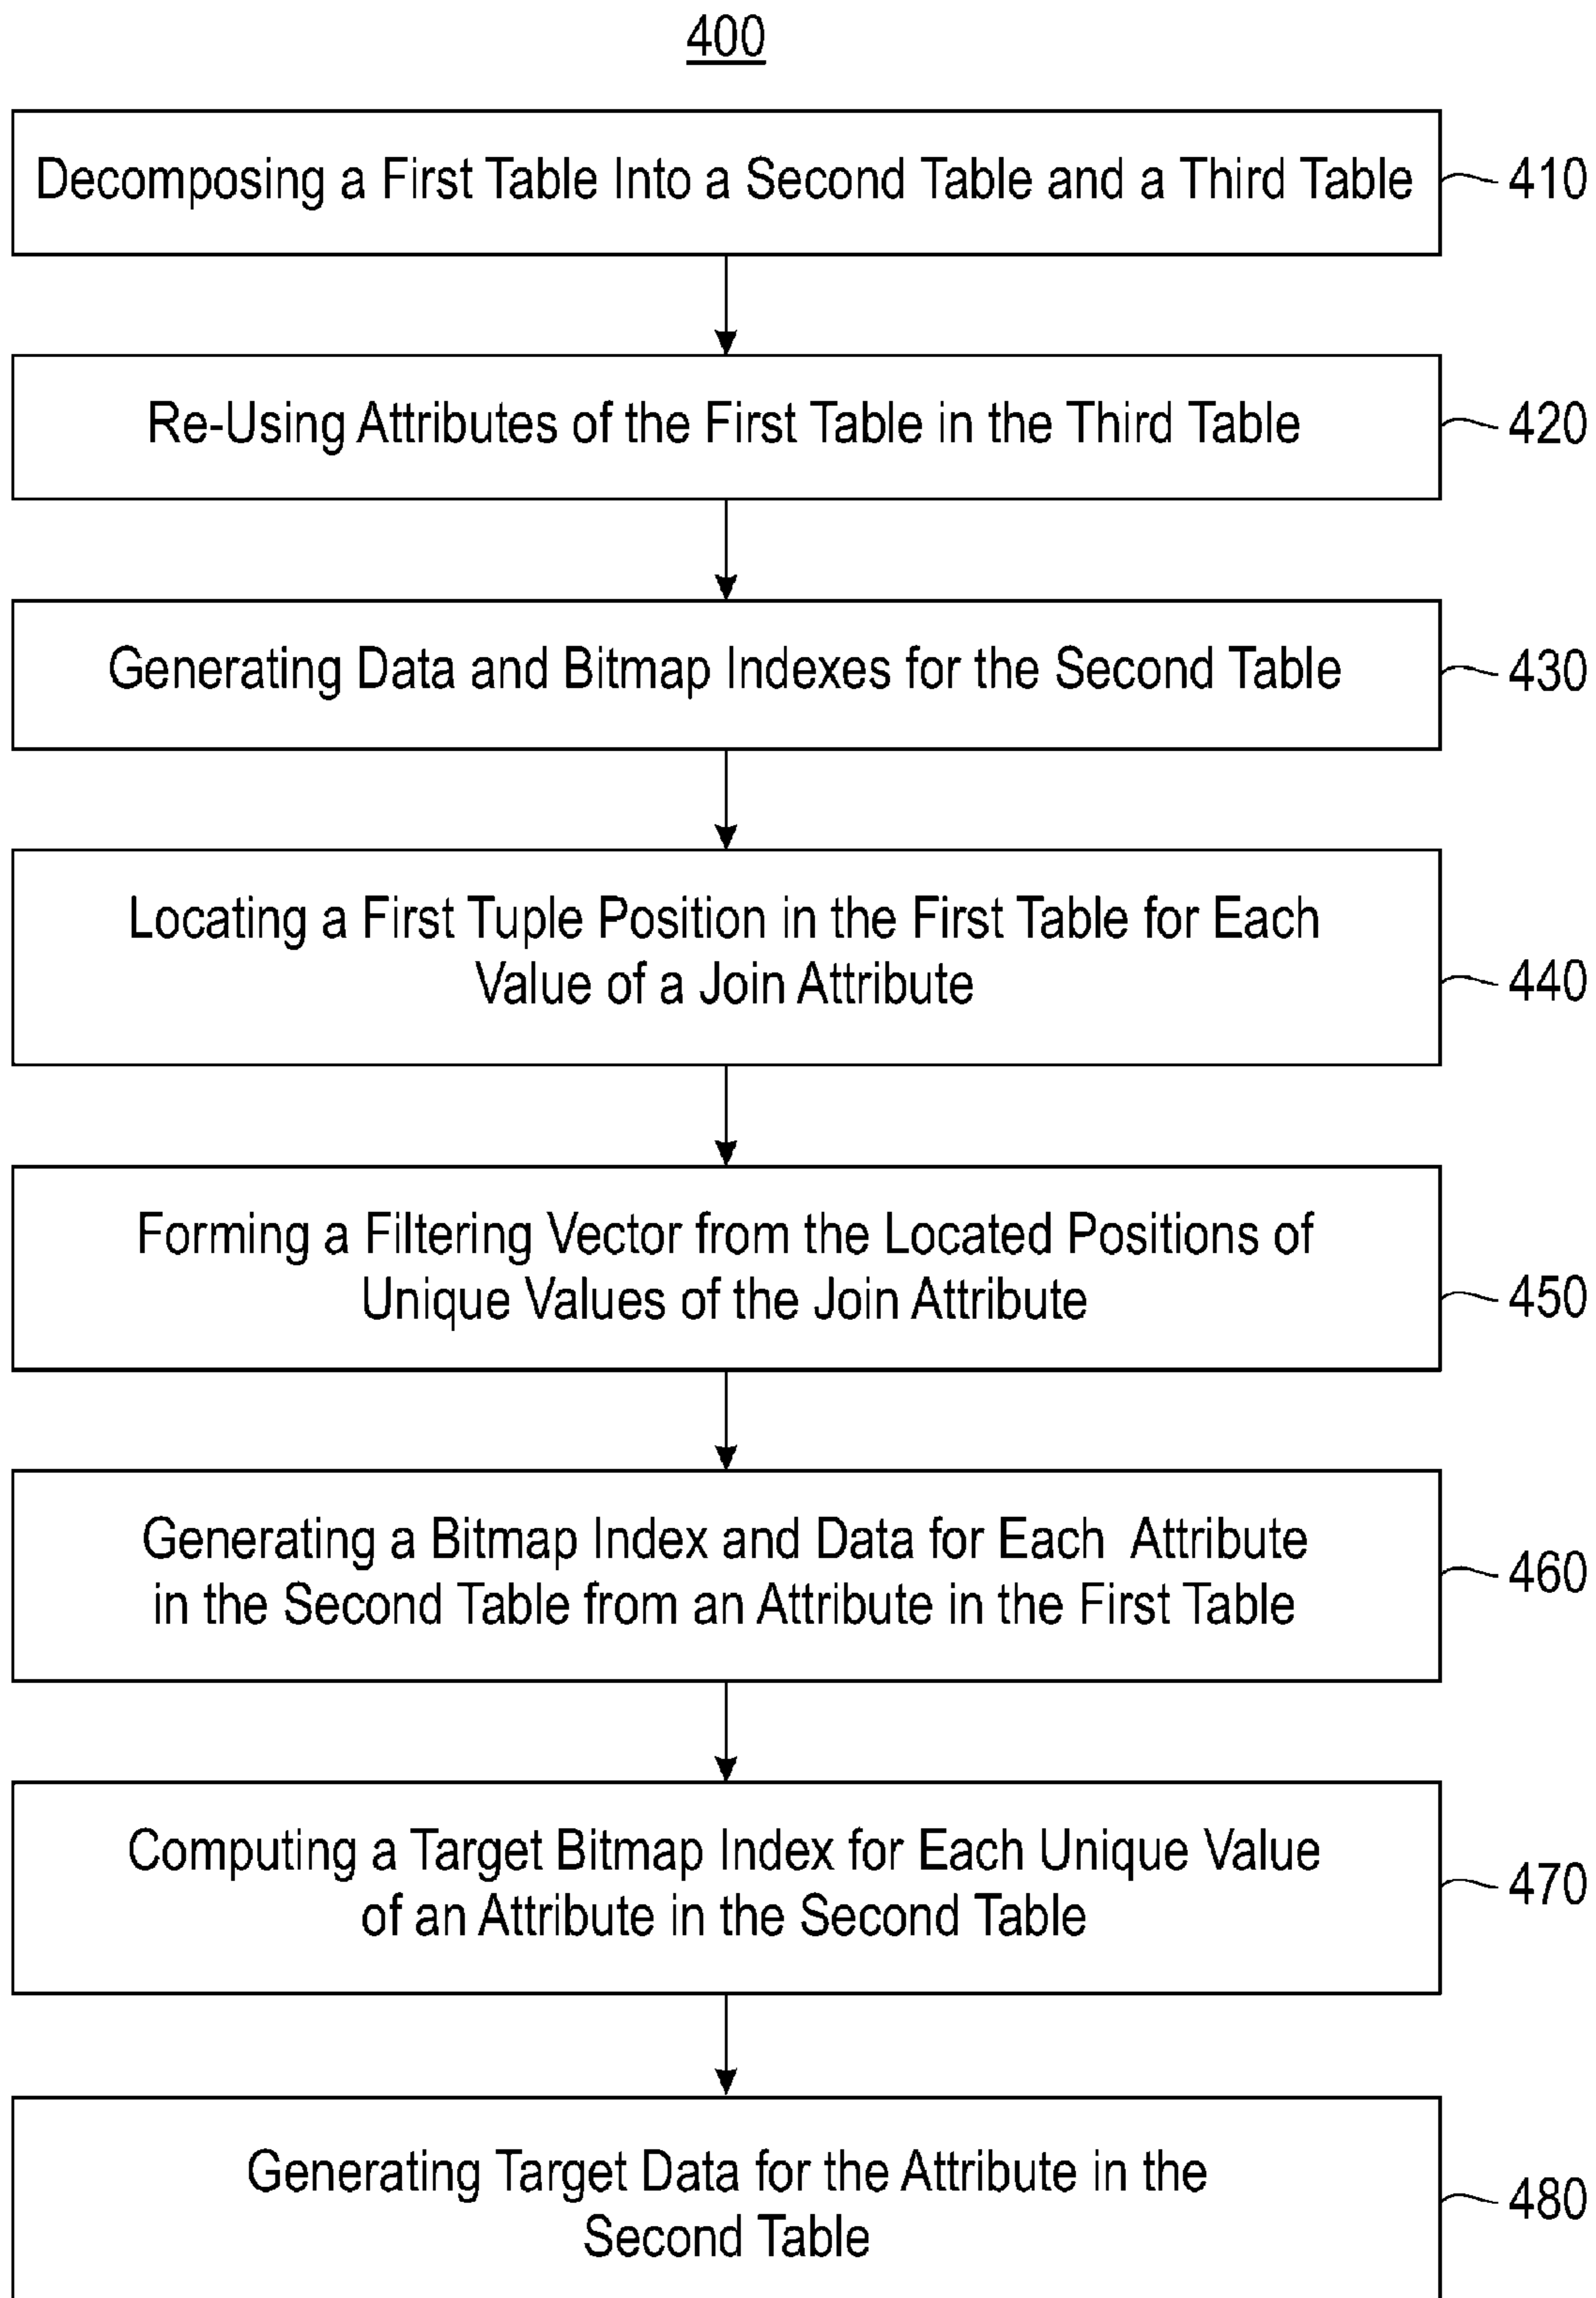 400
Decomposing a First Table Into a Second Table and a Third Table
410
Re-Using Attributes of the First Table in the Third Table
420
Generating Data and Bitmap Indexes for the Second Table
430
Locating a First Tuple Position in the First Table for Each
Value of a Join Attribute
440
Forming a Filtering Vector from the Located Positions of
Unique Values of the Join Attribute
450
Generating a Bitmap Index and Data for Each Attribute
in the Second Table from an Attribute in the First Table
460
Computing a Target Bitmap Index for Each Unique Value
of an Attribute in the Second Table
470
Generating Target Data for the Attribute in the
Second Table
480